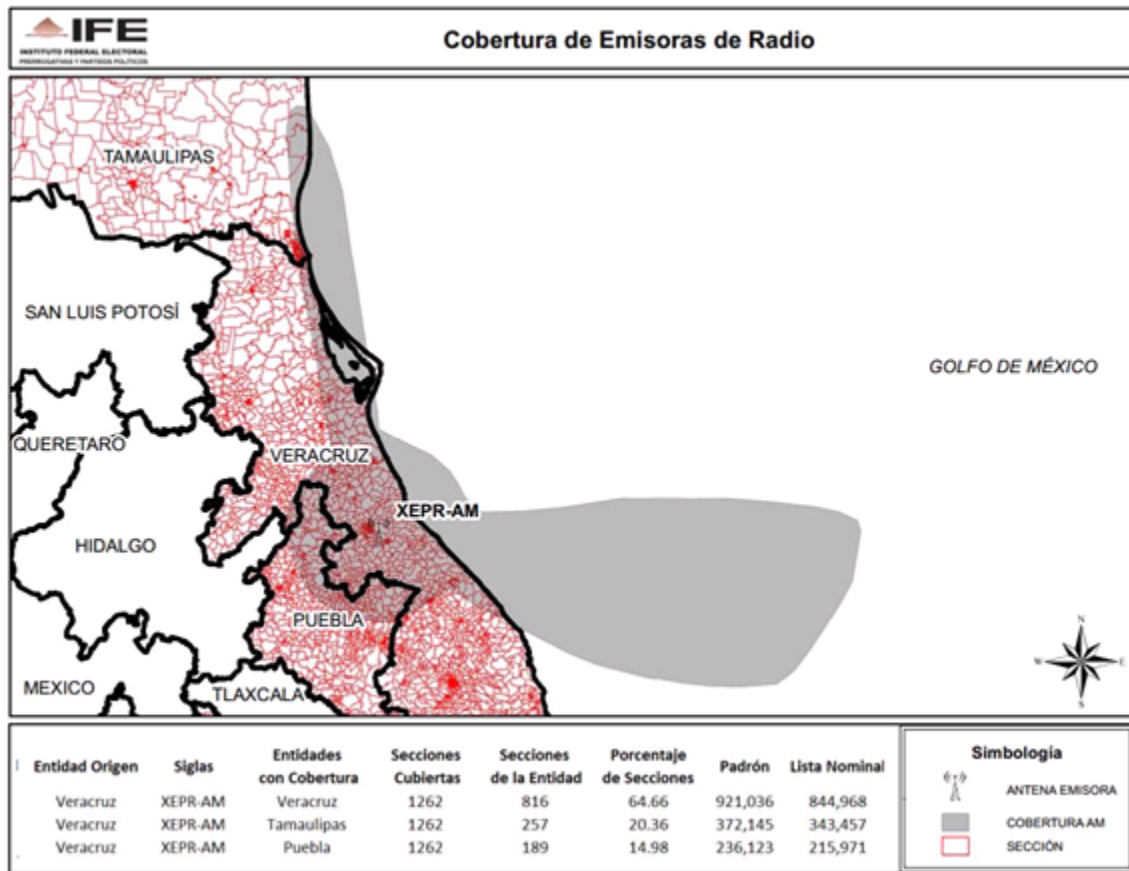 IFE
INSTITUTO FEDERAL ELECTORAL
PRERROGATIVAS Y PARTIDOS POLÍTICOS
Cobertura de Emisoras de Radio
TAMAULIPAS
SAN LUIS POTOSÍ
GOLFO DE MÉXICO
QUERETARO
VERACRUZ
XEPR-AM
HIDALGO
PUEBLA
MEXICO
TLAXCALA
N
W E
S
Entidad Origen Siglas Entidades con Cobertura Secciones Cubiertas Secciones de la Entidad Porcentaje de Secciones Padrón Lista Nominal
Veracruz XEPR-AM Veracruz 1262 816 64.66 921,036 844,968
Veracruz XEPR-AM Tamaulipas 1262 257 20.36 372,145 343,457
Veracruz XEPR-AM Puebla 1262 189 14.98 236,123 215,971
Simbología
ANTENA EMISORA
COBERTURA AM
SECCIÓN